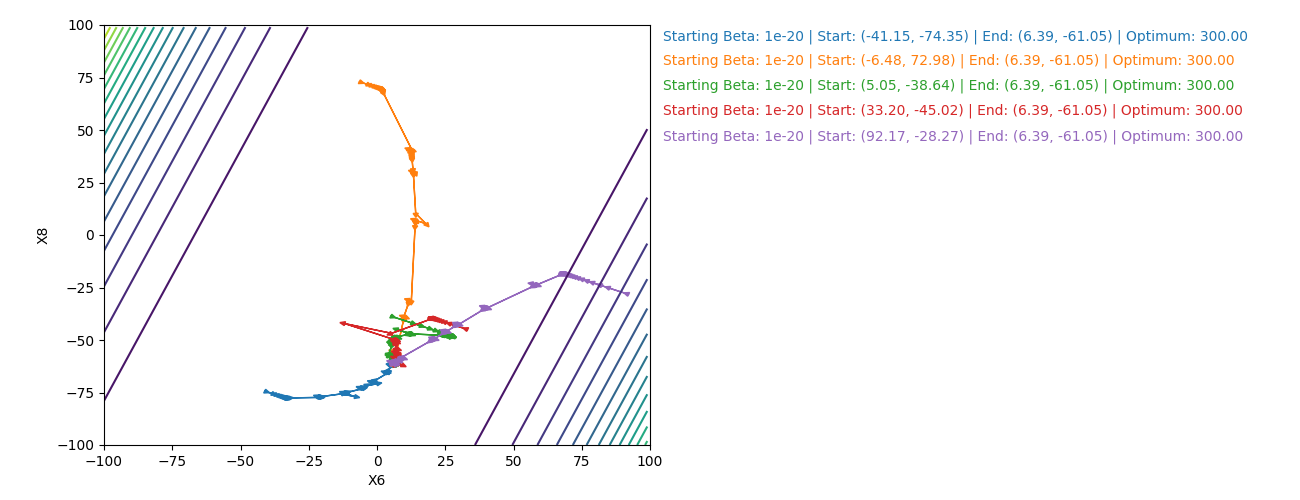 Starting Beta: 1e-20 | Start: (-41.15, -74.35) | End: (6.39, -61.05) | Optimum: 300.00
Starting Beta: 1e-20 | Start: (-6.48, 72.98) | End: (6.39, -61.05) | Optimum: 300.00
Starting Beta: 1e-20 | Start: (5.05, -38.64) | End: (6.39, -61.05) | Optimum: 300.00
Starting Beta: 1e-20 | Start: (33.20, -45.02) | End: (6.39, -61.05) | Optimum: 300.00
Starting Beta: 1e-20 | Start: (92.17, -28.27) | End: (6.39, -61.05) | Optimum: 300.00
100
75
50
25
0
−25
−50
−75
−100
X8
−100 −75 −50 −25 0 25 50 75 100
X6